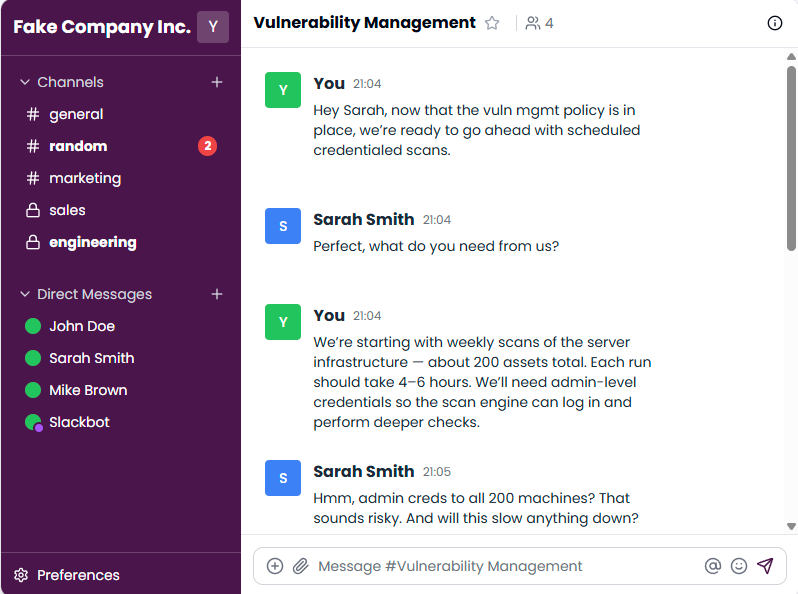 Fake Company Inc. Y
Channels
general
random 2
marketing
sales
engineering
Direct Messages
John Doe
Sarah Smith
Mike Brown
Slackbot
Preferences
Vulnerability Management 4
Y
You 21:04
Hey Sarah, now that the vuln mgmt policy is in
place, we’re ready to go ahead with scheduled
credentialed scans.
S
Sarah Smith 21:04
Perfect, what do you need from us?
Y
You 21:04
We’re starting with weekly scans of the server
infrastructure — about 200 assets total. Each run
should take 4–6 hours. We’ll need admin-level
credentials so the scan engine can log in and
perform deeper checks.
S
Sarah Smith 21:05
Hmm, admin creds to all 200 machines? That
sounds risky. And will this slow anything down?
Message #Vulnerability Management